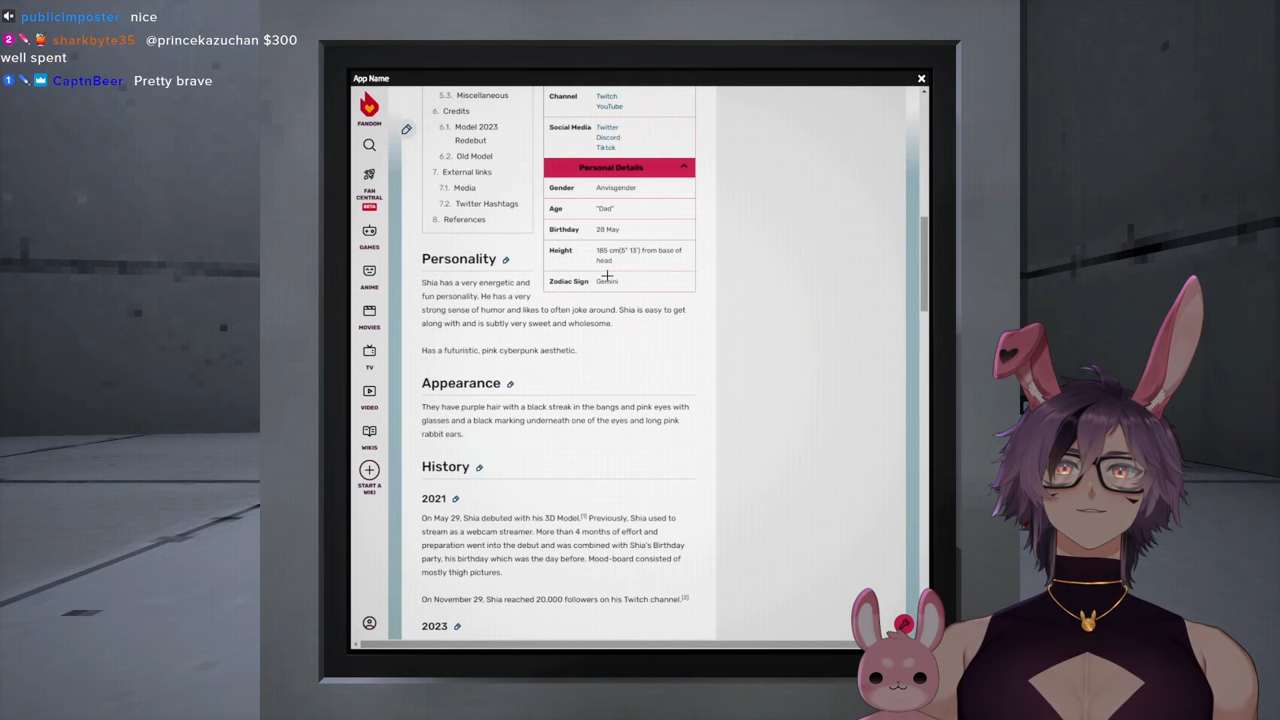 publicimposter nice
2 sharkbyte35 @princekazuchan $300
well spent
1 CaptnBeer Pretty brave
App Name
FANDOM
FAN
CENTRAL
BETA
GAMES
ANIME
MOVIES
TV
VIDEO
WIKIS
START A
WIKI
5.3. Miscellaneous
6. Credits
6.1. Model 2023
Redebut
6.2. Old Model
7. External links
7.1. Media
7.2. Twitter Hashtags
8. References
Channel Twitch
YouTube
Social Media Twitter
Discord
Tiktok
Personal Details
Gender Anvisgender
Age "Dad"
Birthday 28 May
Height 185 cm(5" 13') from base of
head
Zodiac Sign Gemini
Personality
Shia has a very energetic and
fun personality. He has a very
strong sense of humor and likes to often joke around. Shia is easy to get
along with and is subtly very sweet and wholesome.
Has a futuristic, pink cyberpunk aesthetic.
Appearance
They have purple hair with a black streak in the bangs and pink eyes with
glasses and a black marking underneath one of the eyes and long pink
rabbit ears.
History
2021
On May 29, Shia debuted with his 3D Model.[1] Previously, Shia used to
stream as a webcam streamer. More than 4 months of effort and
preparation went into the debut and was combined with Shia's Birthday
party, his birthday which was the day before. Mood-board consisted of
mostly thigh pictures.
On November 29, Shia reached 20,000 followers on his Twitch channel.[2]
2023